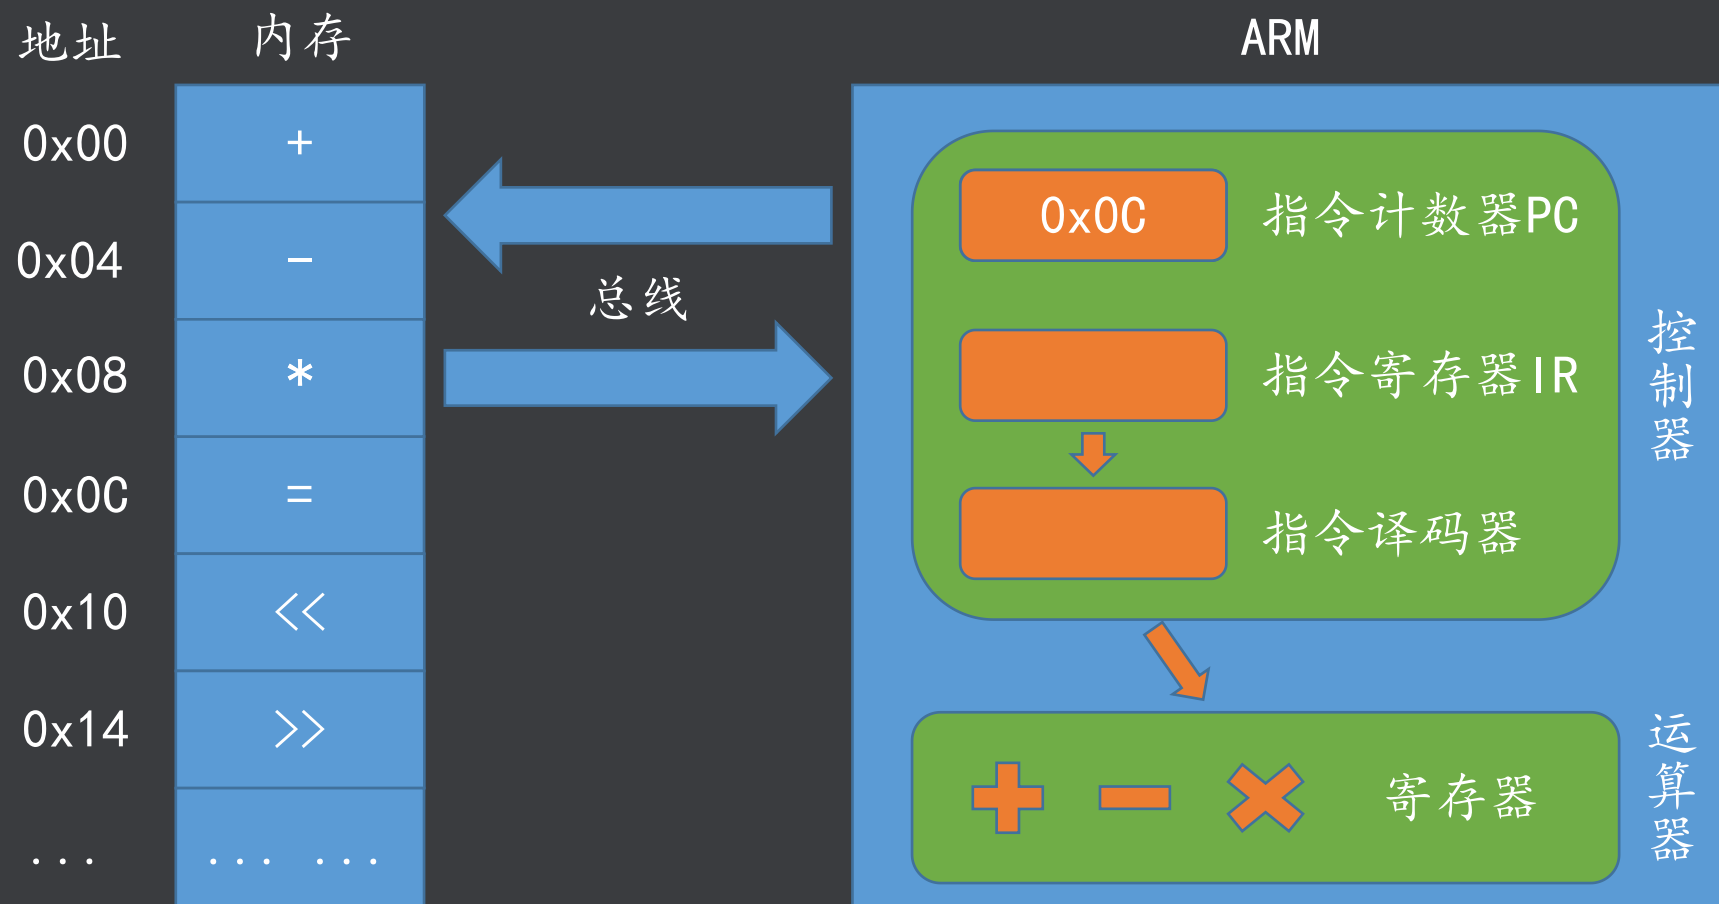 地址
内存
ARM
0x00
+
0x04
-
0x08
*
0x0C
=
0x10
<<
0x14
>>
...
... ...
总线
0x0C
指令计数器PC
指令寄存器IR
指令译码器
控制器
寄存器
运算器